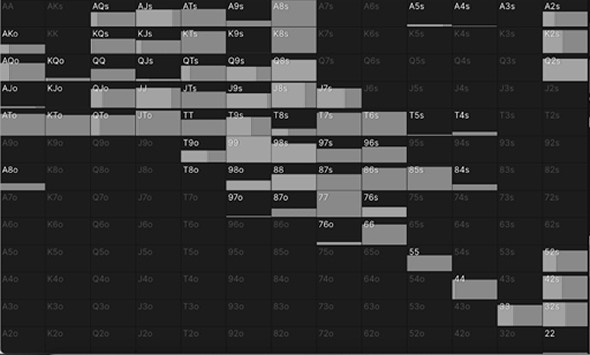 AA AKs AQs AJs ATs A9s A8s A7s A6s A5s A4s A3s A2s
AKo KK KQs KJs KTs K9s K8s K7s K6s K5s K4s K3s K2s
AQo KQo QQ QJs QTs Q9s Q8s Q7s Q6s Q5s Q4s Q3s Q2s
AJo KJo QJo JJ JTs J9s J8s J7s J6s J5s J4s J3s J2s
ATo KTo QTo JTo TT T9s T8s T7s T6s T5s T4s T3s T2s
A9o K9o Q9o J9o T9o 99 98s 97s 96s 95s 94s 93s 92s
A8o K8o Q8o J8o T8o 98o 88 87s 86s 85s 84s 83s 82s
A7o K7o Q7o J7o T7o 97o 87o 77 76s 75s 74s 73s 72s
A6o K6o Q6o J6o T6o 96o 86o 76o 66 65s 64s 63s 62s
A5o K5o Q5o J5o T5o 95o 85o 75o 65o 55 54s 53s 52s
A4o K4o Q4o J4o T4o 94o 84o 74o 64o 54o 44 43s 42s
A3o K3o Q3o J3o T3o 93o 83o 73o 63o 53o 43o 33 32s
A2o K2o Q2o J2o T2o 92o 82o 72o 62o 52o 42o 32o 22